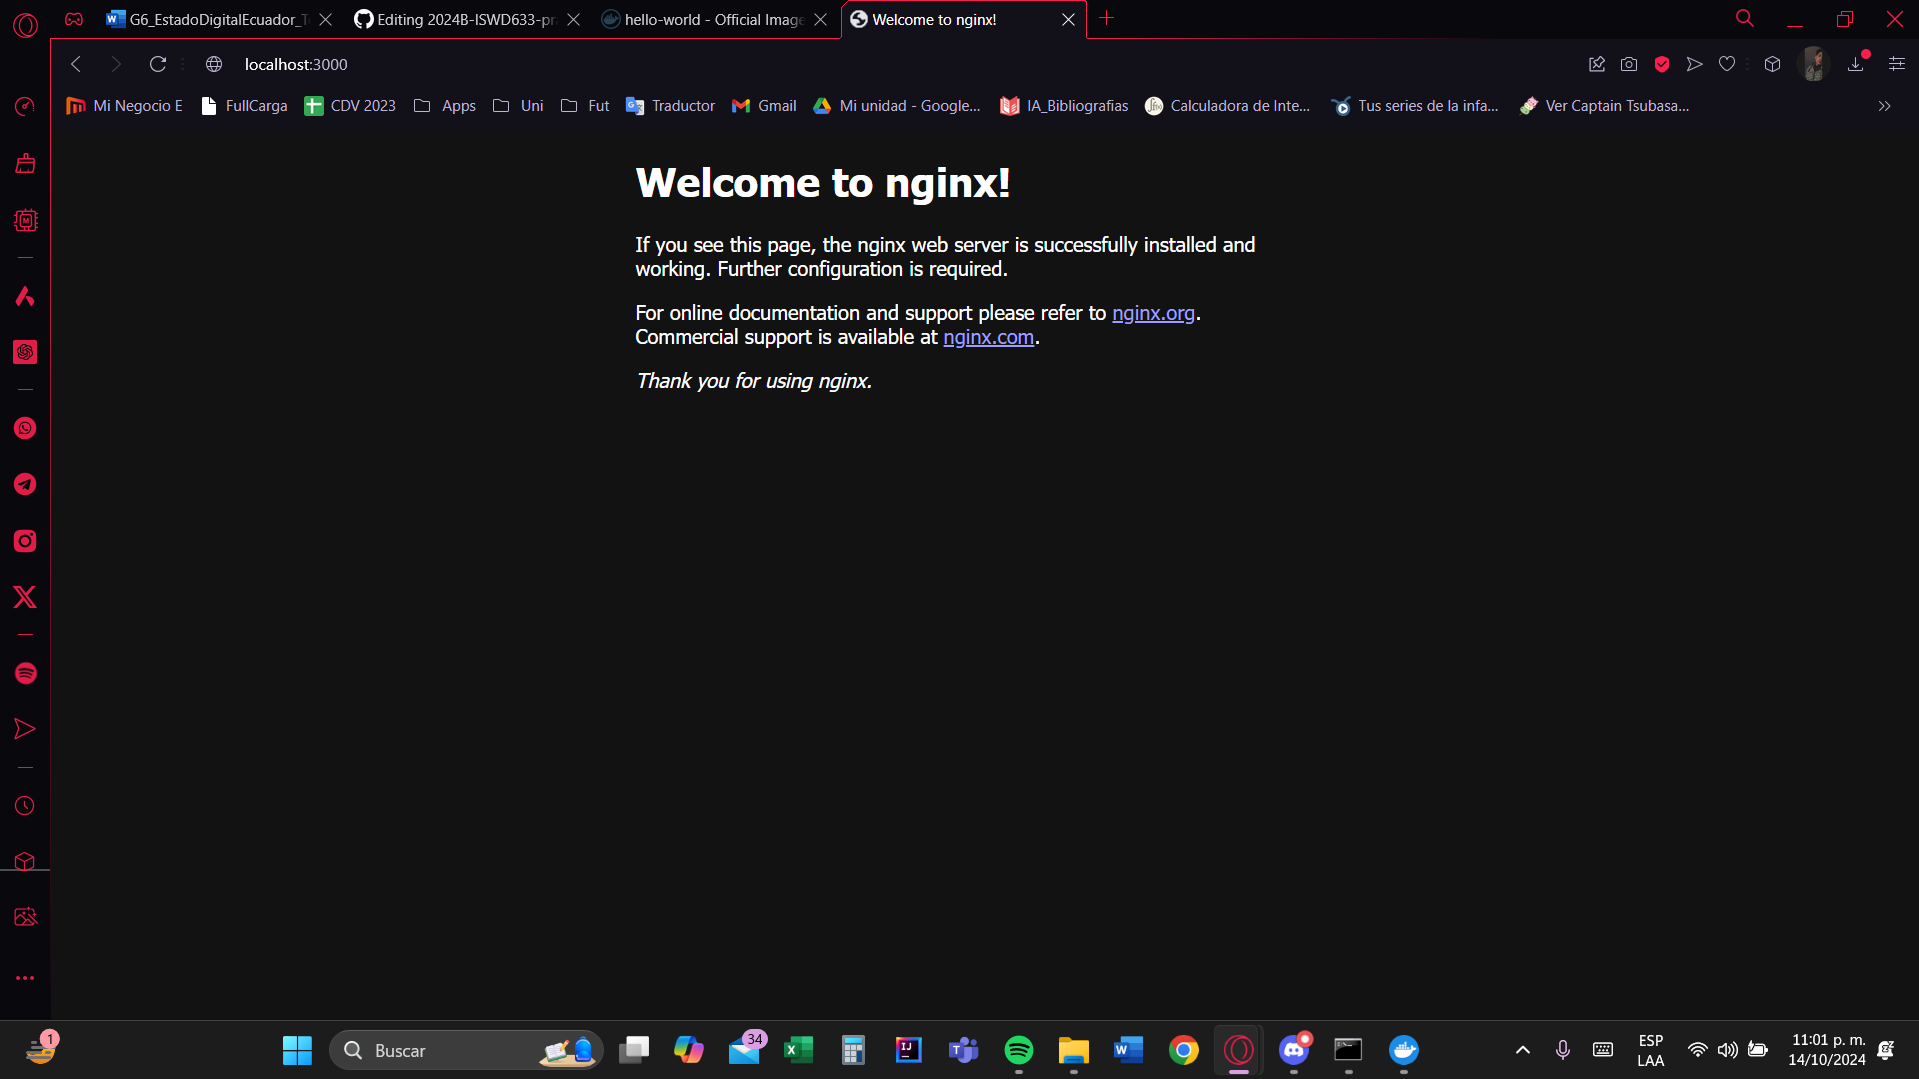 G6_EstadoDigitalEcuador_T
Editing 2024B-ISWD633-pr
hello-world - Official Image
Welcome to nginx!
localhost:3000
Mi Negocio E
FullCarga
CDV 2023
Apps
Uni
Fut
Traductor
Gmail
Mi unidad - Google...
IA_Bibliografias
Calculadora de Inte...
Tus series de la infa...
Ver Captain Tsubasa...
Welcome to nginx!
If you see this page, the nginx web server is successfully installed and
working. Further configuration is required.
For online documentation and support please refer to nginx.org.
Commercial support is available at nginx.com.
Thank you for using nginx.
1
Buscar
34
ESP
LAA
11:01 p. m.
14/10/2024